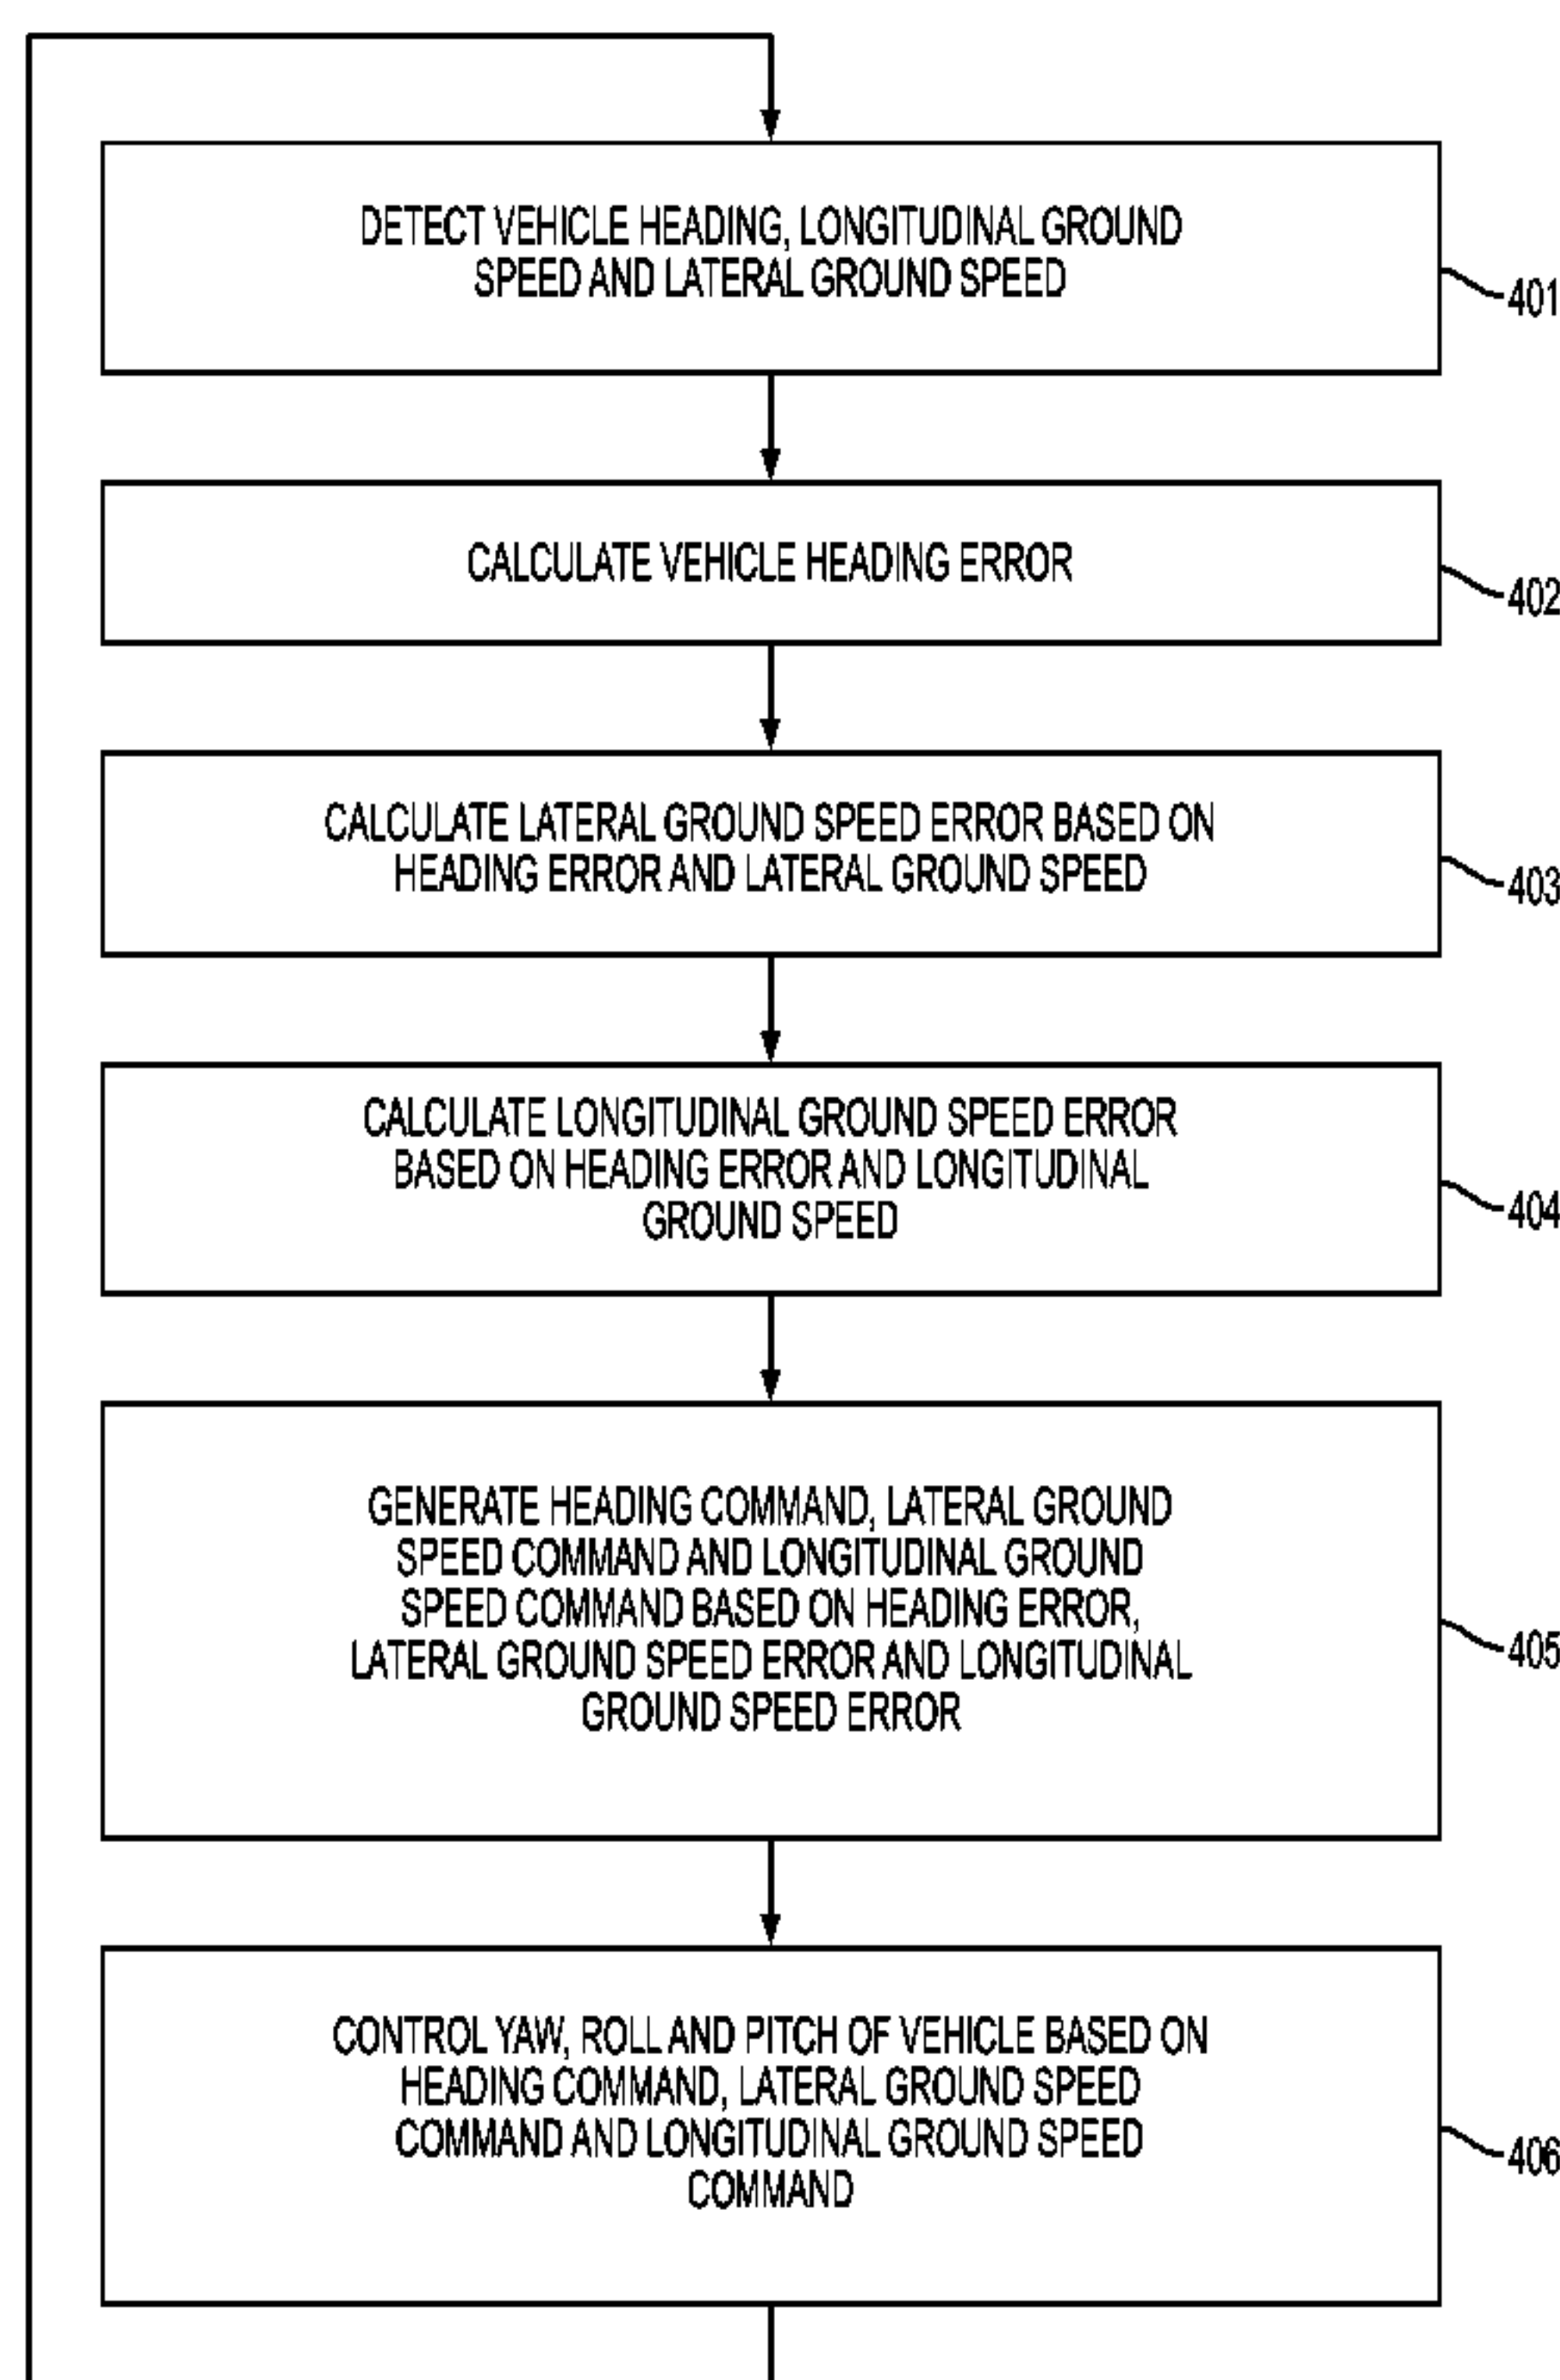 DETECT VEHICLE HEADING, LONGITUDINAL GROUND
SPEED AND LATERAL GROUND SPEED
401
CALCULATE VEHICLE HEADING ERROR
402
CALCULATE LATERAL GROUND SPEED ERROR BASED ON
HEADING ERROR AND LATERAL GROUND SPEED
403
CALCULATE LONGITUDINAL GROUND SPEED ERROR
BASED ON HEADING ERROR AND LONGITUDINAL
GROUND SPEED
404
GENERATE HEADING COMMAND, LATERAL GROUND
SPEED COMMAND AND LONGITUDINAL GROUND
SPEED COMMAND BASED ON HEADING ERROR,
LATERAL GROUND SPEED ERROR AND LONGITUDINAL
GROUND SPEED ERROR
405
CONTROL YAW, ROLL AND PITCH OF VEHICLE BASED ON
HEADING COMMAND, LATERAL GROUND SPEED
COMMAND AND LONGITUDINAL GROUND SPEED
COMMAND
406